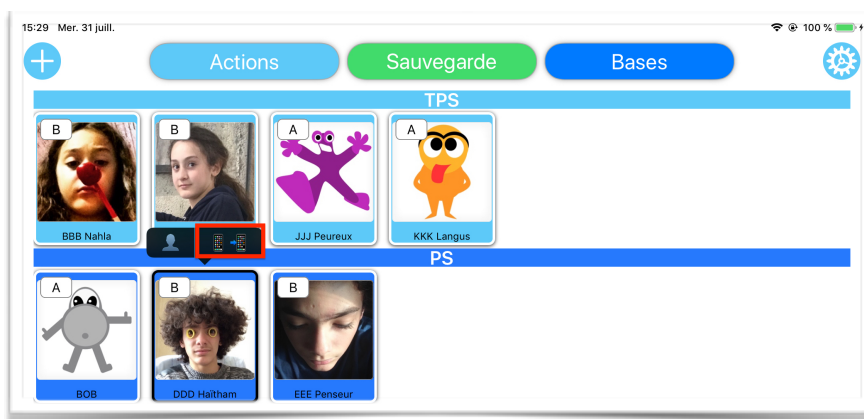 15:29 Mer. 31 juill. 100 %
Actions Sauvegarde Bases
TPS
B B A A
BBB Nahla JJJ Peureux KKK Langus
PS
A B B
BOB DDD Haïtham EEE Penseur